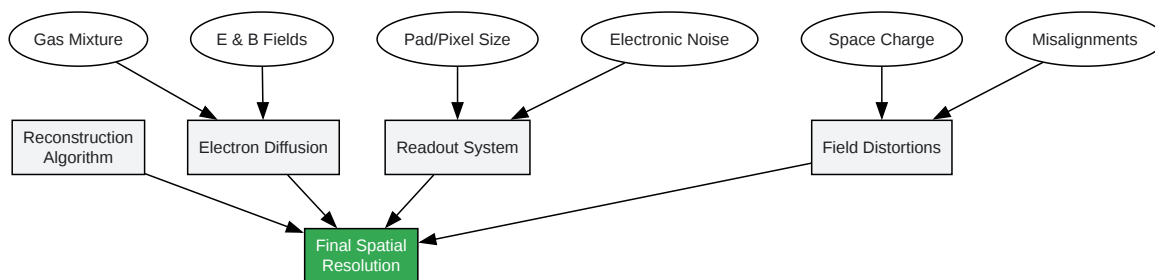 Gas Mixture
E & B Fields
Pad/Pixel Size
Electronic Noise
Space Charge
Misalignments
Reconstruction
Algorithm
Electron Diffusion
Readout System
Field Distortions
Final Spatial
Resolution